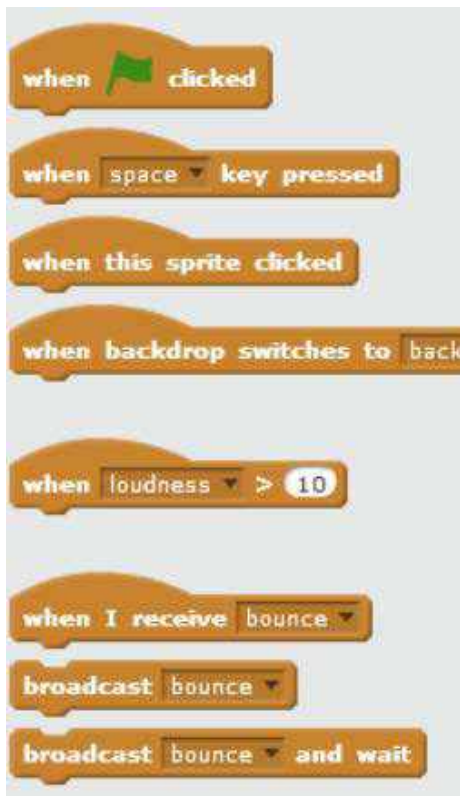 when clicked
when space key pressed
when this sprite clicked
when backdrop switches to back
when loudness > 10
when I receive bounce
broadcast bounce
broadcast bounce and wait